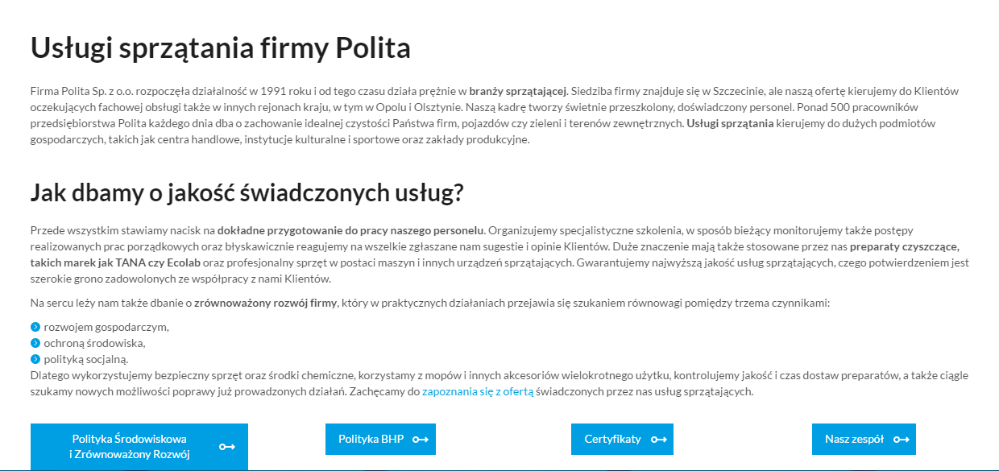 Usługi sprzątania firmy Polita
Firma Polita Sp. z o.o. rozpoczęła działalność w 1991 roku i od tego czasu działa prężnie w branży sprzątającej. Siedziba firmy znajduje się w Szczecinie, ale naszą ofertę kierujemy do Klientów
oczekujących fachowej obsługi także w innych rejonach kraju, w tym w Opolu i Olsztynie. Naszą kadrę tworzy świetnie przeszkolony, doświadczony personel. Ponad 500 pracowników
przedsiębiorstwa Polita każdego dnia dba o zachowanie idealnej czystości Państwa firm, pojazdów czy zieleni i terenów zewnętrznych. Usługi sprzątania kierujemy do dużych podmiotów
gospodarczych, takich jak centra handlowe, instytucje kulturalne i sportowe oraz zakłady produkcyjne.
Jak dbamy o jakość świadczonych usług?
Przede wszystkim stawiamy nacisk na dokładne przygotowanie do pracy naszego personelu. Organizujemy specjalistyczne szkolenia, w sposób bieżący monitorujemy także postępy
realizowanych prac porządkowych oraz błyskawicznie reagujemy na wszelkie zgłaszane nam sugestie i opinie Klientów. Duże znaczenie mają także stosowane przez nas preparaty czyszczące,
takich marek jak TANA czy Ecolab oraz profesjonalny sprzęt w postaci maszyn i innych urządzeń sprzątających. Gwarantujemy najwyższą jakość usług sprzątających, czego potwierdzeniem jest
szerokie grono zadowolonych ze współpracy z nami Klientów.
Na sercu leży nam także dbanie o zrównoważony rozwój firmy, który w praktycznych działaniach przejawia się szukaniem równowagi pomiędzy trzema czynnikami:
rozwojem gospodarczym,
ochroną środowiska,
polityką socjalną.
Dlatego wykorzystujemy bezpieczny sprzęt oraz środki chemiczne, korzystamy z mopów i innych akcesoriów wielokrotnego użytku, kontrolujemy jakość i czas dostaw preparatów, a także ciągle
szukamy nowych możliwości poprawy już prowadzonych działań. Zachęcamy do zapoznania się z ofertą świadczonych przez nas usług sprzątających.
Polityka Środowiskowa
i Zrównoważony Rozwój
Polityka BHP
Certyfikaty
Nasz zespół